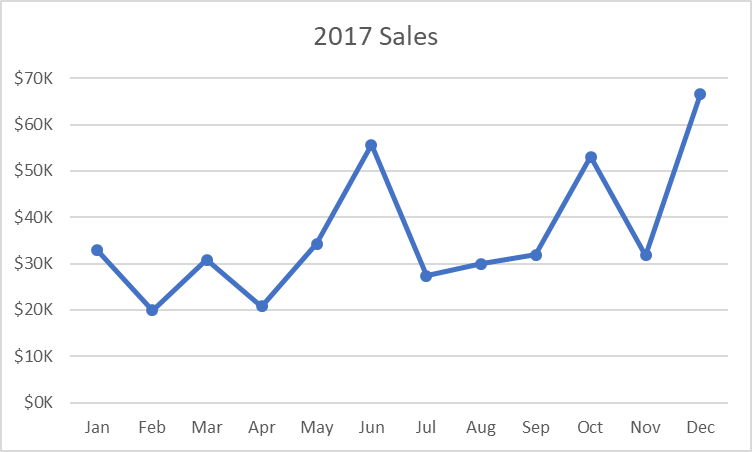 2017 Sales
$70K
$60K
$50K
$40K
$30K
$20K
$10K
$0K
Jan Feb Mar Apr May Jun Jul Aug Sep Oct Nov Dec